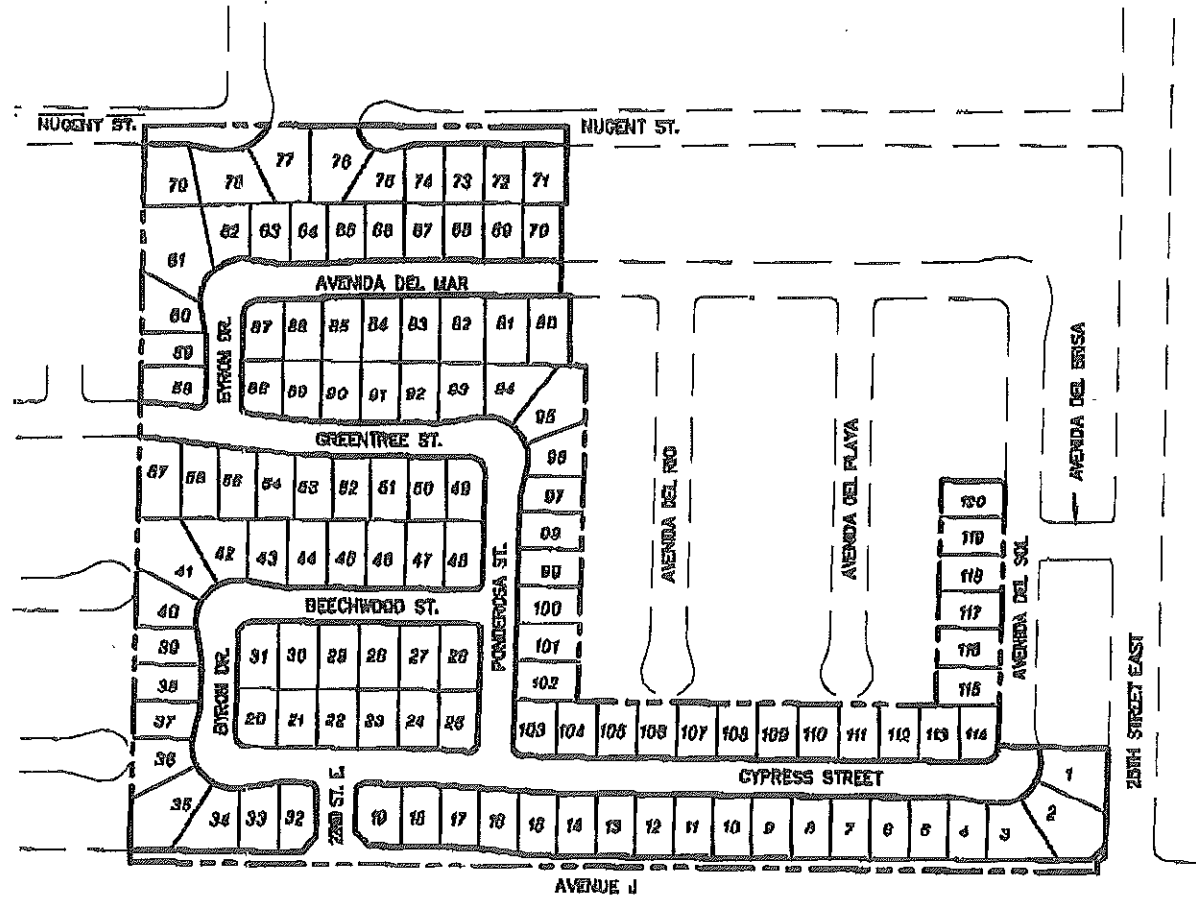 NUGENT ST.
NUGENT ST.
79 78 77 76 75 74 73 72 71
62 63 64 65 66 67 68 69 70
61
AVENIDA DEL MAR
60
87 86 85 84 83 82 81 80
59
BYRON DR.
58
88 89 90 91 92 93 94 95
GREENTREE ST.
96
57 56 55 54 53 52 51 50 49
97
AVENIDA DEL RIO
AVENIDA DEL PLAYA
AVENIDA DEL BRISA
120
98
119
41 42 43 44 45 46 47 48
99
118
PONDEROSA ST.
AVENIDA DEL SOL
40
BEECHWOOD ST.
100
117
39
31 30 29 28 27 26
101
116
38
BYRON DR.
102
115
37
20 21 22 23 24 25
103 104 105 106 107 108 109 110 111 112 113 114
25TH STREET EAST
36
CYPRESS STREET
1
35 34 33 32
22ND ST. E.
19 18 17 16 15 14 13 12 11 10 9 8 7 6 5 4 3 2
AVENUE J